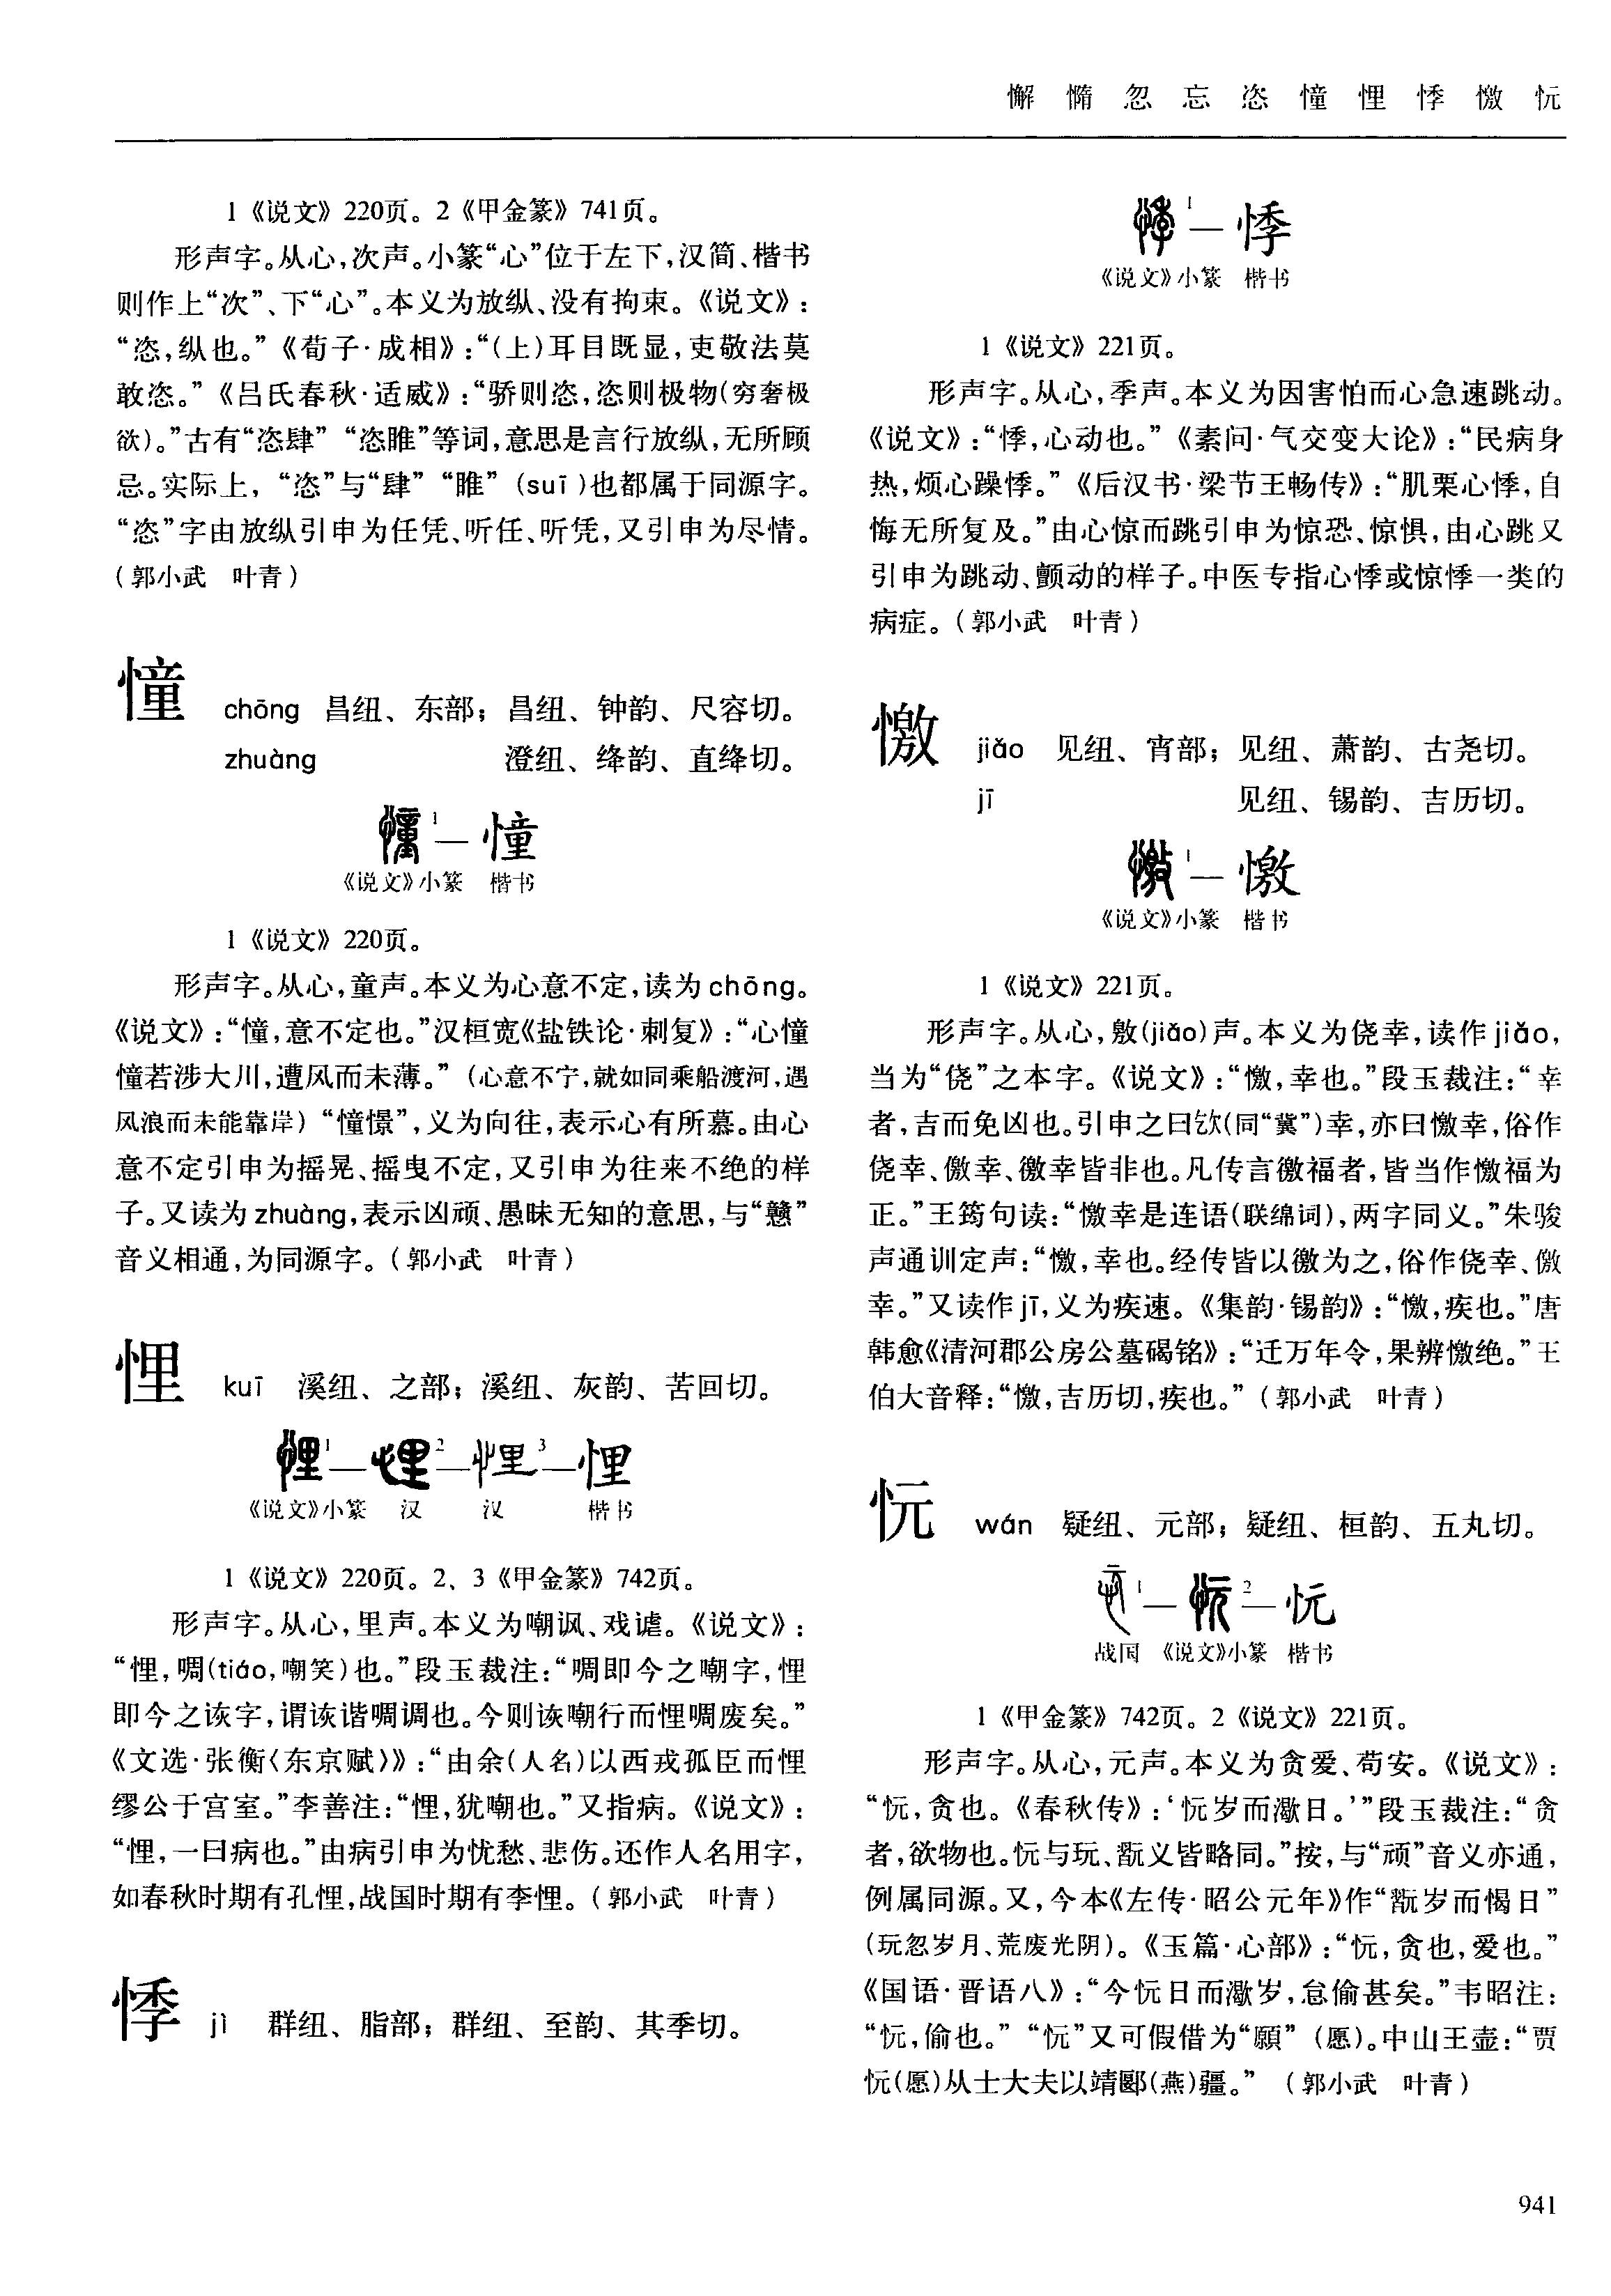 懈 惰 忽 忘 恣 憧 悝 悸 憿 忨
1《说文》220页。2《甲金篆》741页。
形声字。从心,次声。小篆“心”位于左下,汉简、楷书
则作上“次”、下“心”。本义为放纵、没有拘束。《说文》:
“恣,纵也。”《荀子·成相》:“(上)耳目既显,吏敬法莫
敢恣。”《吕氏春秋·适威》:“骄则恣,恣则极物(穷奢极
欲)。”古有“恣肆” “恣睢”等词,意思是言行放纵,无所顾
忌。实际上, “恣”与“肆” “睢” (suī)也都属于同源字。
“恣”字由放纵引申为任凭、听任、听凭,又引申为尽情。
(郭小武 叶青)
憧 chōng 昌纽、东部;昌纽、钟韵、尺容切。
zhuàng 澄纽、绛韵、直绛切。
憧1—憧
《说文》小篆 楷书
1《说文》220页。
形声字。从心,童声。本义为心意不定,读为chōng。
《说文》:“憧,意不定也。”汉桓宽《盐铁论·刺复》:“心憧
憧若涉大川,遭风而未薄。”(心意不宁,就如同乘船渡河,遇
风浪而未能靠岸) “憧憬”,义为向往,表示心有所慕。由心
意不定引申为摇晃、摇曳不定,又引申为往来不绝的样
子。又读为zhuàng,表示凶顽、愚昧无知的意思,与“戆”
音义相通,为同源字。(郭小武 叶青)
悝 kuī 溪纽、之部;溪纽、灰韵、苦回切。
悝1—悝2—悝3—悝
《说文》小篆 汉 汉 楷书
1《说文》220页。2、3《甲金篆》742页。
形声字。从心,里声。本义为嘲讽、戏谑。《说文》:
“悝,啁(tiáo,嘲笑)也。”段玉裁注:“啁即今之嘲字,悝
即今之诙字,谓诙谐啁调也。今则诙嘲行而悝啁废矣。”
《文选·张衡〈东京赋〉》:“由余(人名)以西戎孤臣而悝
缪公于宫室。”李善注:“悝,犹嘲也。”又指病。《说文》:
“悝,一曰病也。”由病引申为忧愁、悲伤。还作人名用字,
如春秋时期有孔悝,战国时期有李悝。(郭小武 叶青)
悸 jì 群纽、脂部;群纽、至韵、其季切。
悸1—悸
《说文》小篆 楷书
1《说文》221页。
形声字。从心,季声。本义为因害怕而心急速跳动。
《说文》:“悸,心动也。”《素问·气交变大论》:“民病身
热,烦心躁悸。”《后汉书·梁节王畅传》:“肌栗心悸,自
悔无所复及。”由心惊而跳引申为惊恐、惊惧,由心跳又
引申为跳动、颤动的样子。中医专指心悸或惊悸一类的
病症。(郭小武 叶青)
憿 jiǎo 见纽、宵部;见纽、萧韵、古尧切。
jī 见纽、锡韵、吉历切。
憿1—憿
《说文》小篆 楷书
1《说文》221页。
形声字。从心,敫(jiǎo)声。本义为侥幸,读作jiǎo,
当为“侥”之本字。《说文》:“憿,幸也。”段玉裁注:“幸
者,吉而免凶也。引申之曰欤(同“冀”)幸,亦曰憿幸,俗作
侥幸、儌幸、徼幸皆非也。凡传言徼福者,皆当作憿福为
正。”王筠句读:“憿幸是连语(联绵词),两字同义。”朱骏
声通训定声:“憿,幸也。经传皆以徼为之,俗作侥幸、儌
幸。”又读作jī,义为疾速。《集韵·锡韵》:“憿,疾也。”唐
韩愈《清河郡公房公墓碣铭》:“迁万年令,果辨憿绝。”王
伯大音释:“憿,吉历切,疾也。”(郭小武 叶青)
忨 wán 疑纽、元部;疑纽、桓韵、五丸切。
忨1—忨2—忨
战国 《说文》小篆 楷书
1《甲金篆》742页。2《说文》221页。
形声字。从心,元声。本义为贪爱、苟安。《说文》:
“忨,贪也。《春秋传》:‘忨岁而潵日。’”段玉裁注:“贪
者,欲物也。忨与玩、翫义皆略同。”按,与“顽”音义亦通,
例属同源。又,今本《左传·昭公元年》作“翫岁而愒日”
(玩忽岁月、荒废光阴)。《玉篇·心部》:“忨,贪也,爱也。”
《国语·晋语八》:“今忨日而潵岁,怠偷甚矣。”韦昭注:
“忨,偷也。” “忨”又可假借为“願” (愿)。中山王壶:“贾
忨(愿)从士大夫以靖郾(燕)疆。” (郭小武 叶青)
941